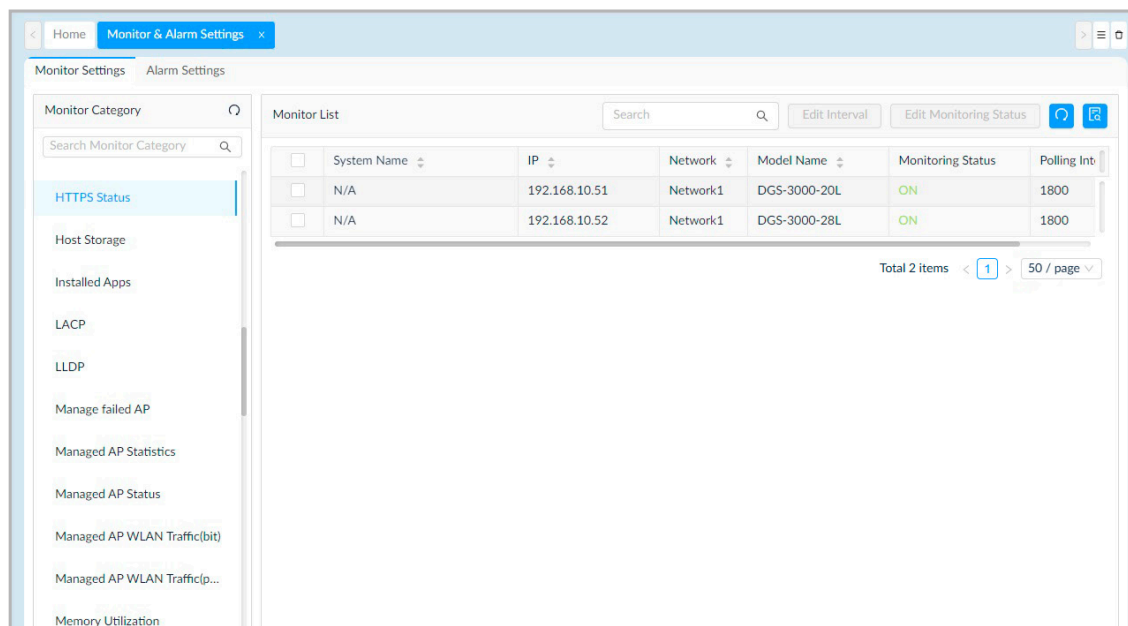 Home Monitor & Alarm Settings ×
Monitor Settings Alarm Settings
Monitor Category
Search Monitor Category
HTTPS Status
Host Storage
Installed Apps
LACP
LLDP
Manage failed AP
Managed AP Statistics
Managed AP Status
Managed AP WLAN Traffic(bit)
Managed AP WLAN Traffic(p...
Memory Utilization
Monitor List Search Edit Interval Edit Monitoring Status
System Name IP Network Model Name Monitoring Status Polling Int
N/A 192.168.10.51 Network1 DGS-3000-20L ON 1800
N/A 192.168.10.52 Network1 DGS-3000-28L ON 1800
Total 2 items < 1 > 50 / page